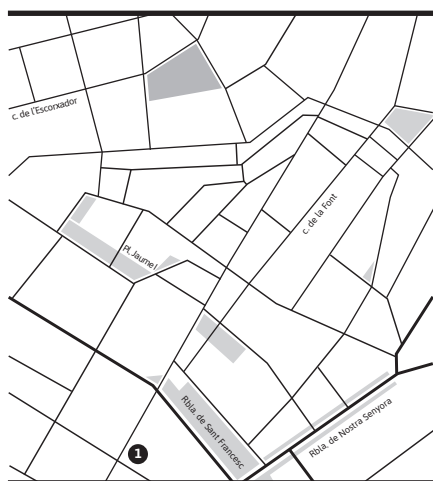 c. de l'Escorxador
c. de la Font
Pl. Jaume I
Rbla. de Sant Francesc
Rbla. de Nostra Senyora
1